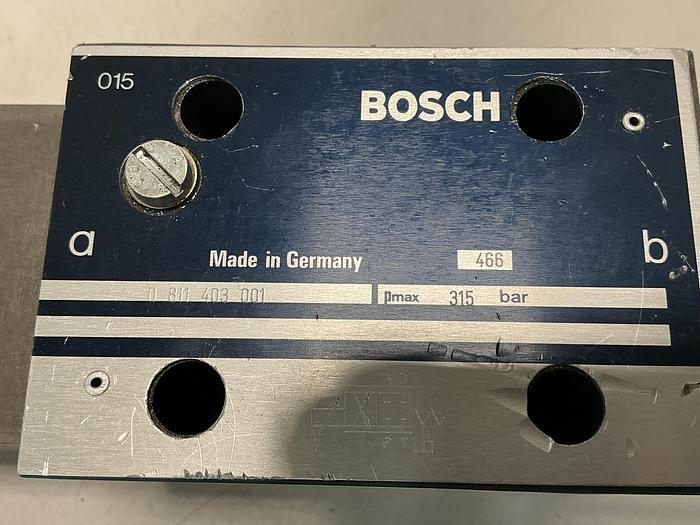 015
BOSCH
a
b
Made in Germany 466
0 811 403 001 pmax 315 bar
A B
P T